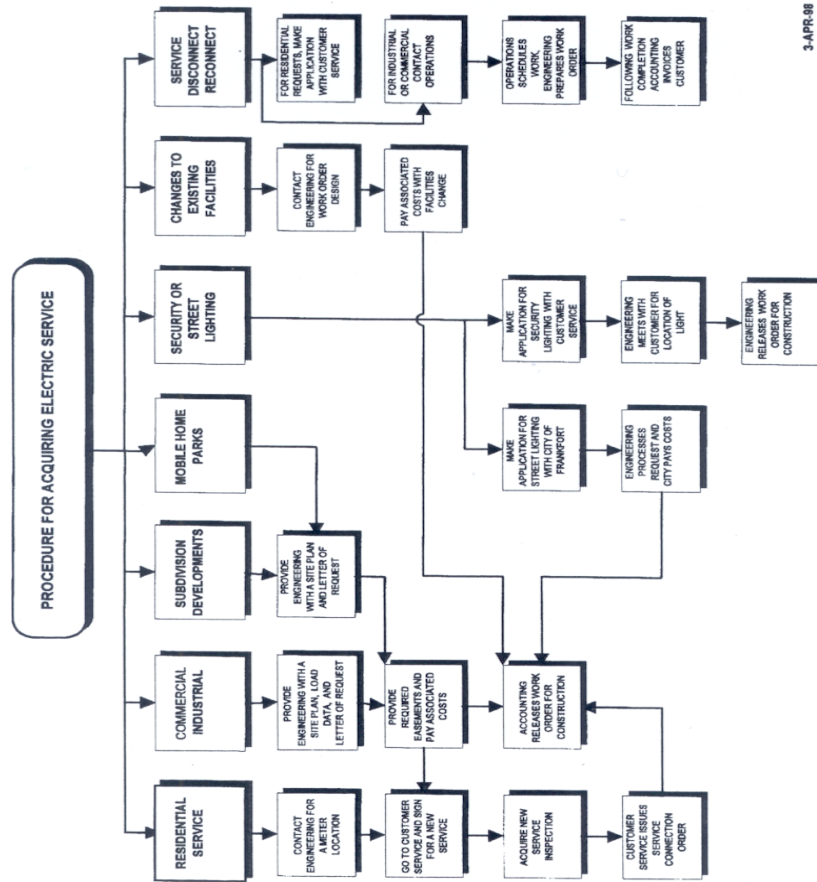 PROCEDURE FOR ACQUIRING ELECTRIC SERVICE
RESIDENTIAL
SERVICE
COMMERCIAL
INDUSTRIAL
SUBDIVISION
DEVELOPMENTS
MOBILE HOME
PARKS
SECURITY OR
STREET
LIGHTING
CHANGES TO
EXISTING
FACILITIES
SERVICE
DISCONNECT
RECONNECT
CONTACT
ENGINEERING FOR
A METER
LOCATION
PROVIDE
ENGINEERING WITH A
SITE PLAN, LOAD
DATA, AND
LETTER OF REQUEST
PROVIDE
ENGINEERING
WITH A SITE PLAN
AND LETTER OF
REQUEST
CONTACT
ENGINEERING FOR
WORK ORDER
DESIGN
FOR RESIDENTIAL
REQUESTS, MAKE
APPLICATION
WITH CUSTOMER
SERVICE
GO TO CUSTOMER
SERVICE AND SIGN
FOR A NEW
SERVICE
PROVIDE
REQUIRED
EASEMENTS AND
PAY ASSOCIATED
COSTS
PAY ASSOCIATED
COSTS WITH
FACILITIES
CHANGE
FOR INDUSTRIAL
OR COMMERCIAL
CONTACT
OPERATIONS
ACQUIRE NEW
SERVICE
INSPECTION
ACCOUNTING
RELEASES WORK
ORDER FOR
CONSTRUCTION
MAKE
APPLICATION FOR
STREET LIGHTING
WITH CITY OF
FRANKFORT
MAKE
APPLICATION FOR
SECURITY
LIGHTING WITH
CUSTOMER
SERVICE
OPERATIONS
SCHEDULES
WORK, ENGINEERING
PREPARES WORK
ORDER
CUSTOMER
SERVICE ISSUES
SERVICE
CONNECTION
ORDER
ENGINEERING
PROCESSES
REQUEST AND
CITY PAYS COSTS
ENGINEERING
MEETS WITH
CUSTOMER FOR
LOCATION OF
LIGHT
FOLLOWING WORK
COMPLETION
ACCOUNTING
INVOICES
CUSTOMER
ENGINEERING
RELEASES WORK
ORDER FOR
CONSTRUCTION
3-APR-98